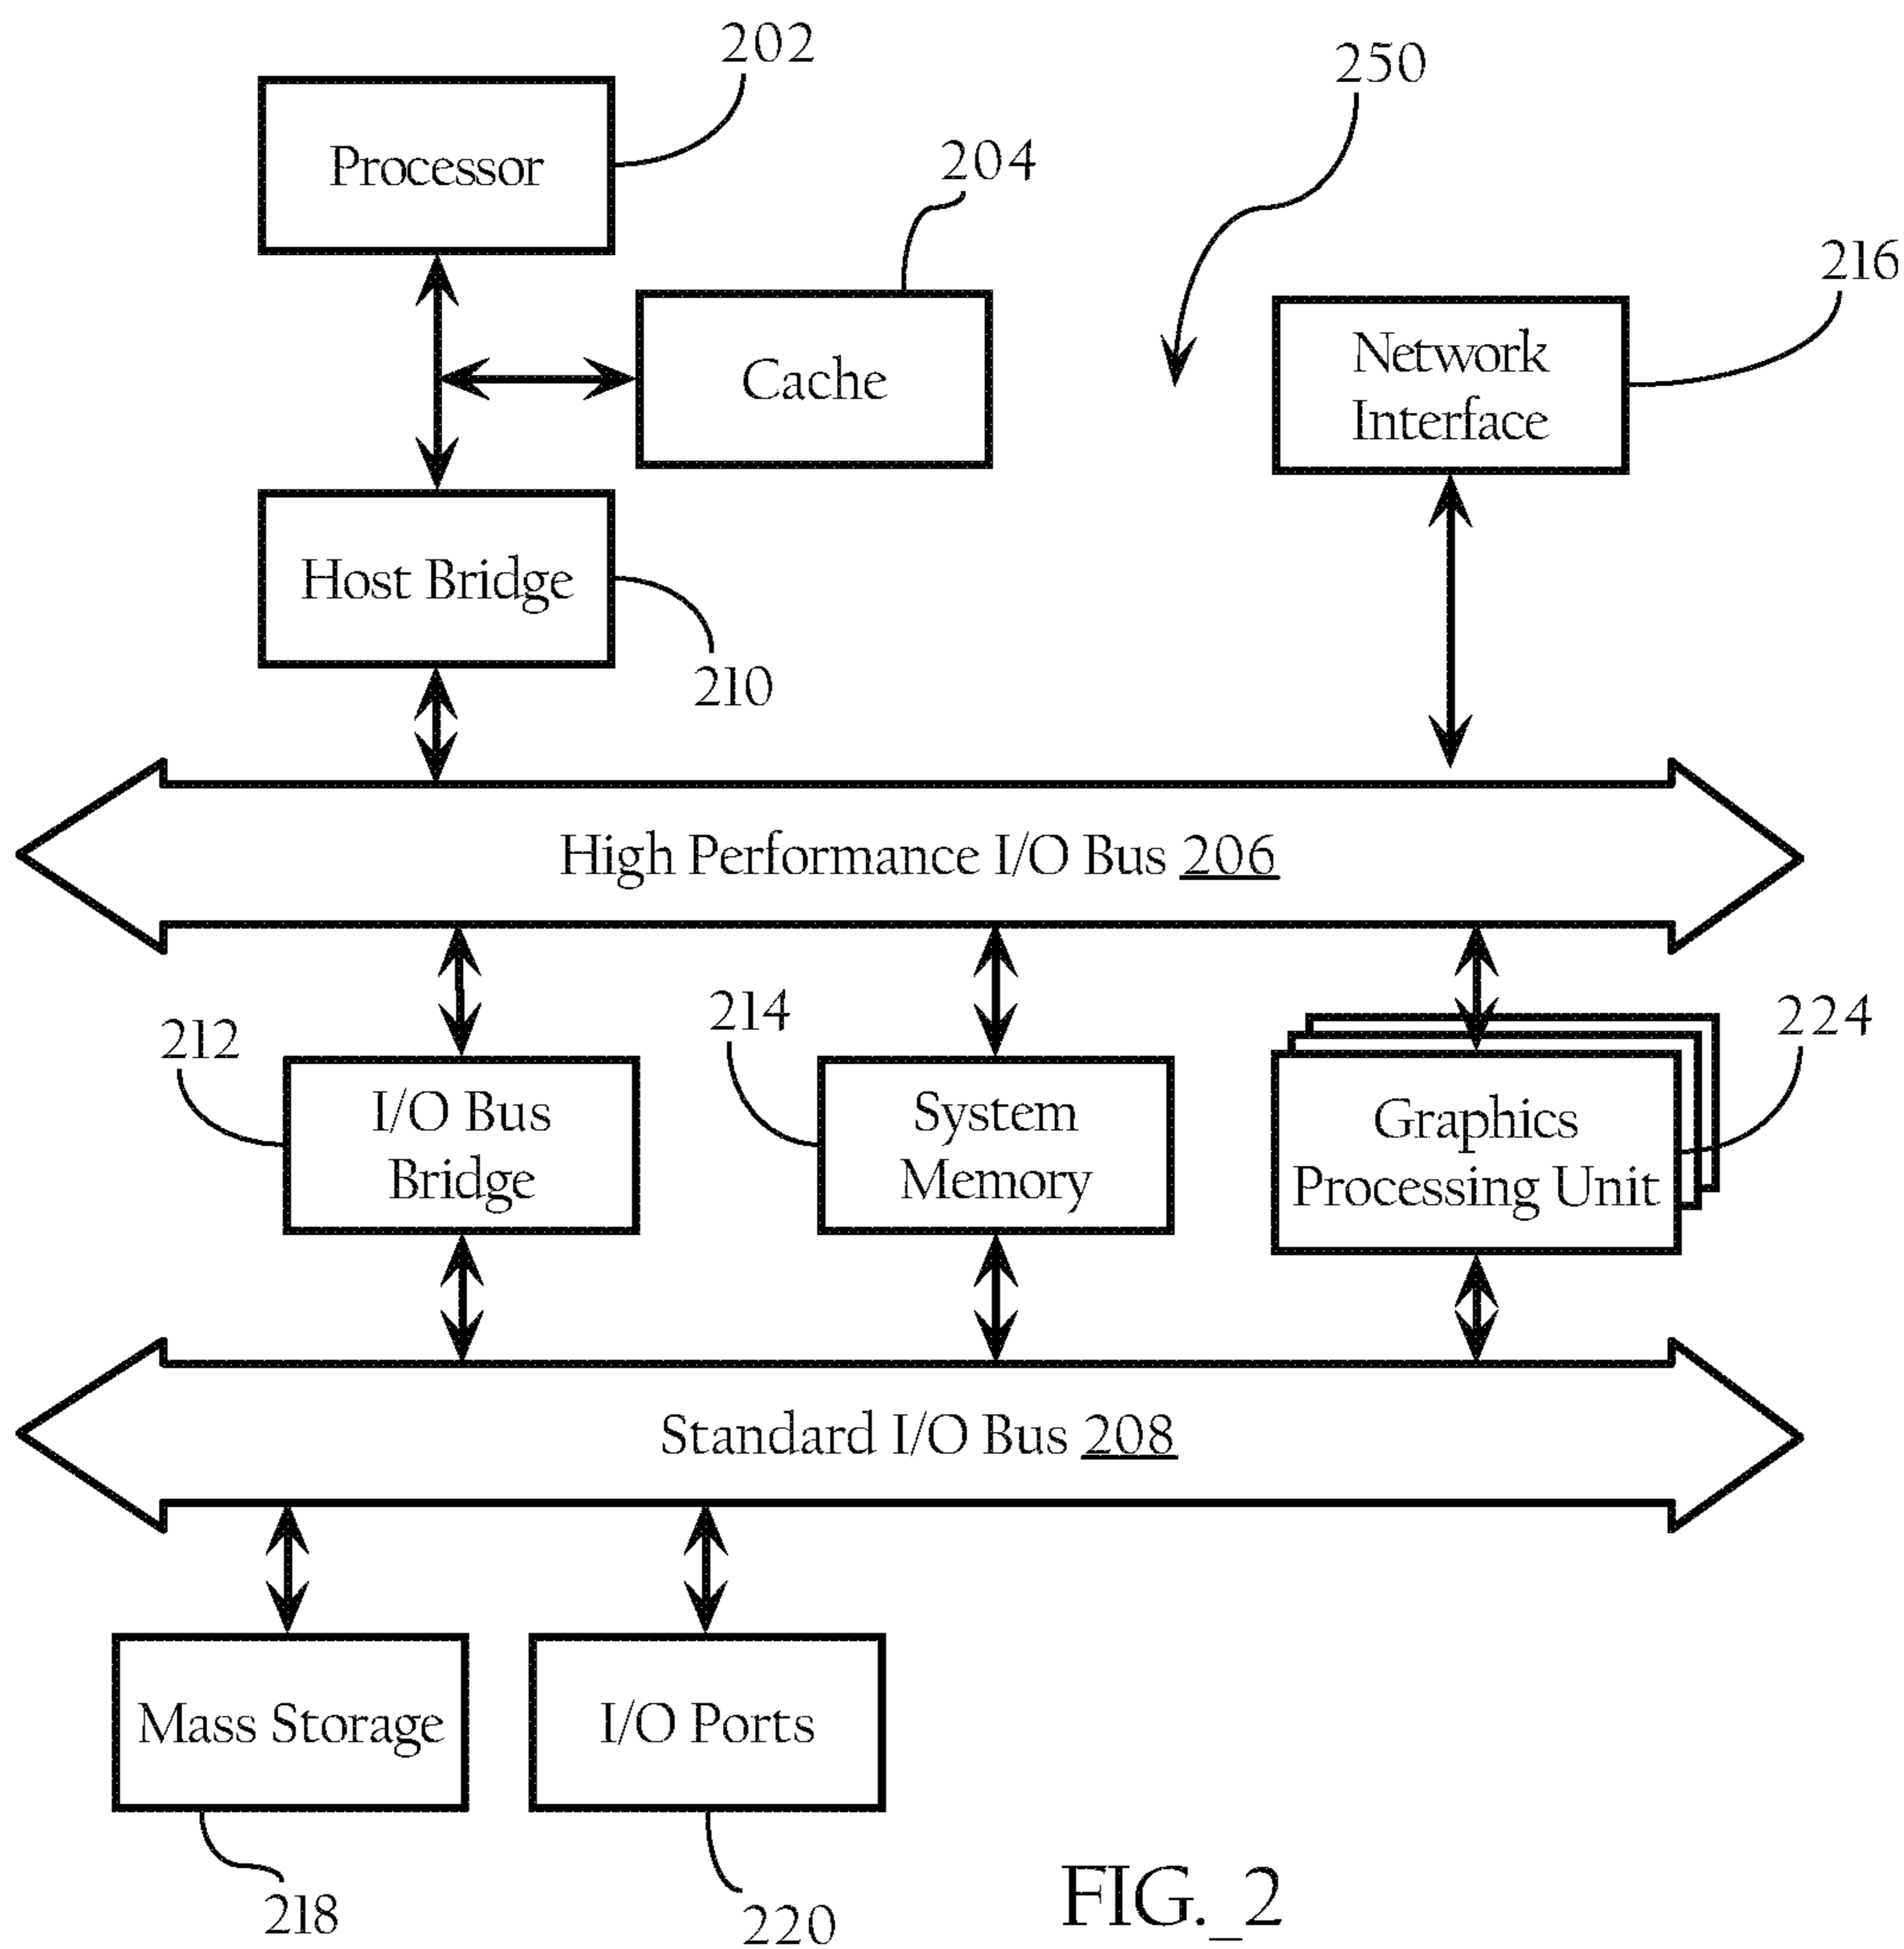 202
250
Processor
204
216
Cache
Network
Interface
Host Bridge
210
High Performance I/O Bus 206
212
214
224
I/O Bus
Bridge
System
Memory
Graphics
Processing Unit
Standard I/O Bus 208
Mass Storage
I/O Ports
218
220
FIG._2